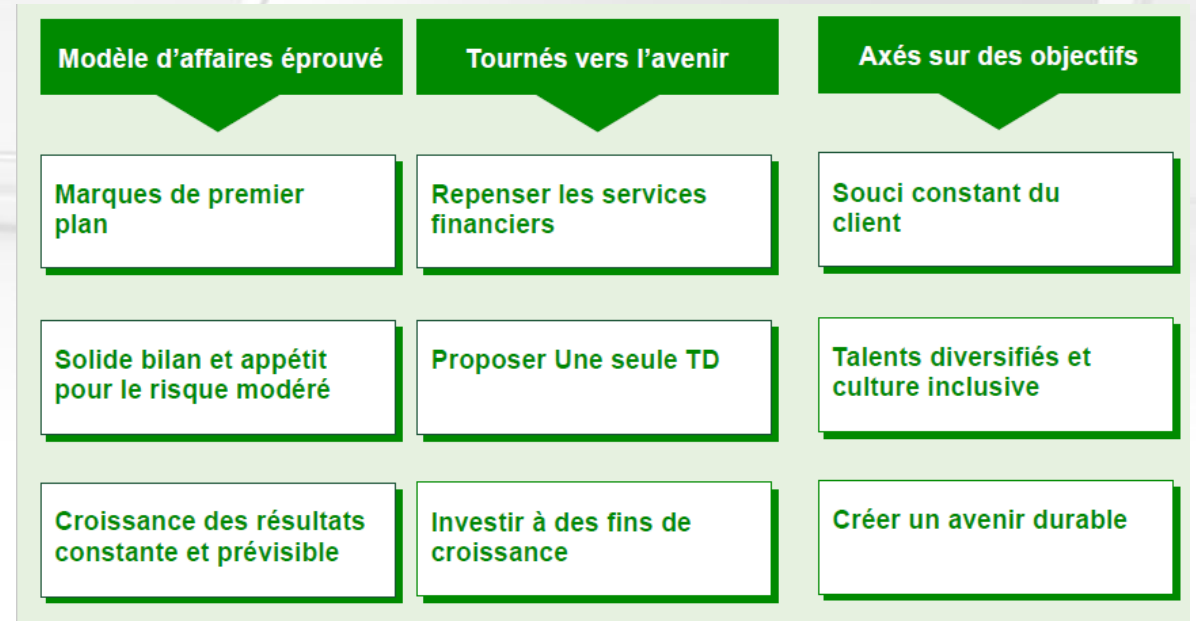 Modèle d’affaires éprouvé
Tournés vers l’avenir
Axés sur des objectifs
Marques de premier
plan
Repenser les services
financiers
Souci constant du
client
Solide bilan et appétit
pour le risque modéré
Proposer Une seule TD
Talents diversifiés et
culture inclusive
Croissance des résultats
constante et prévisible
Investir à des fins de
croissance
Créer un avenir durable